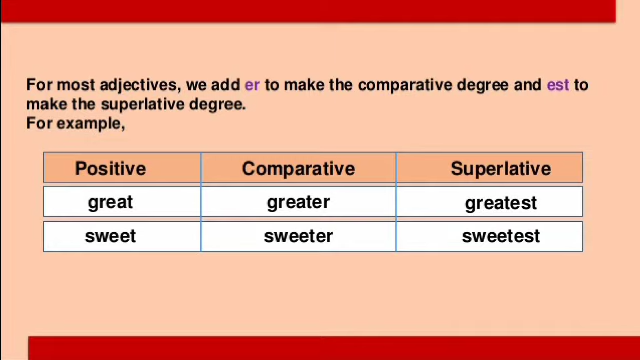 For most adjectives, we add er to make the comparative degree and est to
make the superlative degree.
For example,
Positive Comparative Superlative
great greater greatest
sweet sweeter sweetest